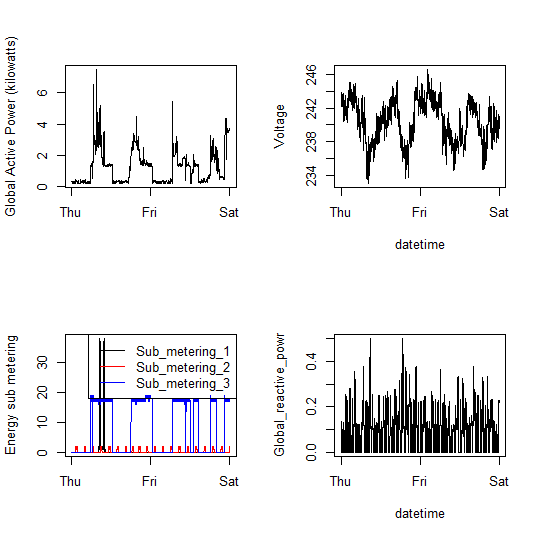 Global Active Power (kilowatts)
0 2 4 6
Thu Fri Sat
Voltage
234 238 242 246
Thu Fri Sat
datetime
Energy sub metering
0 10 20 30
Sub_metering_1
Sub_metering_2
Sub_metering_3
Thu Fri Sat
Global_reactive_powr
0.0 0.2 0.4
Thu Fri Sat
datetime